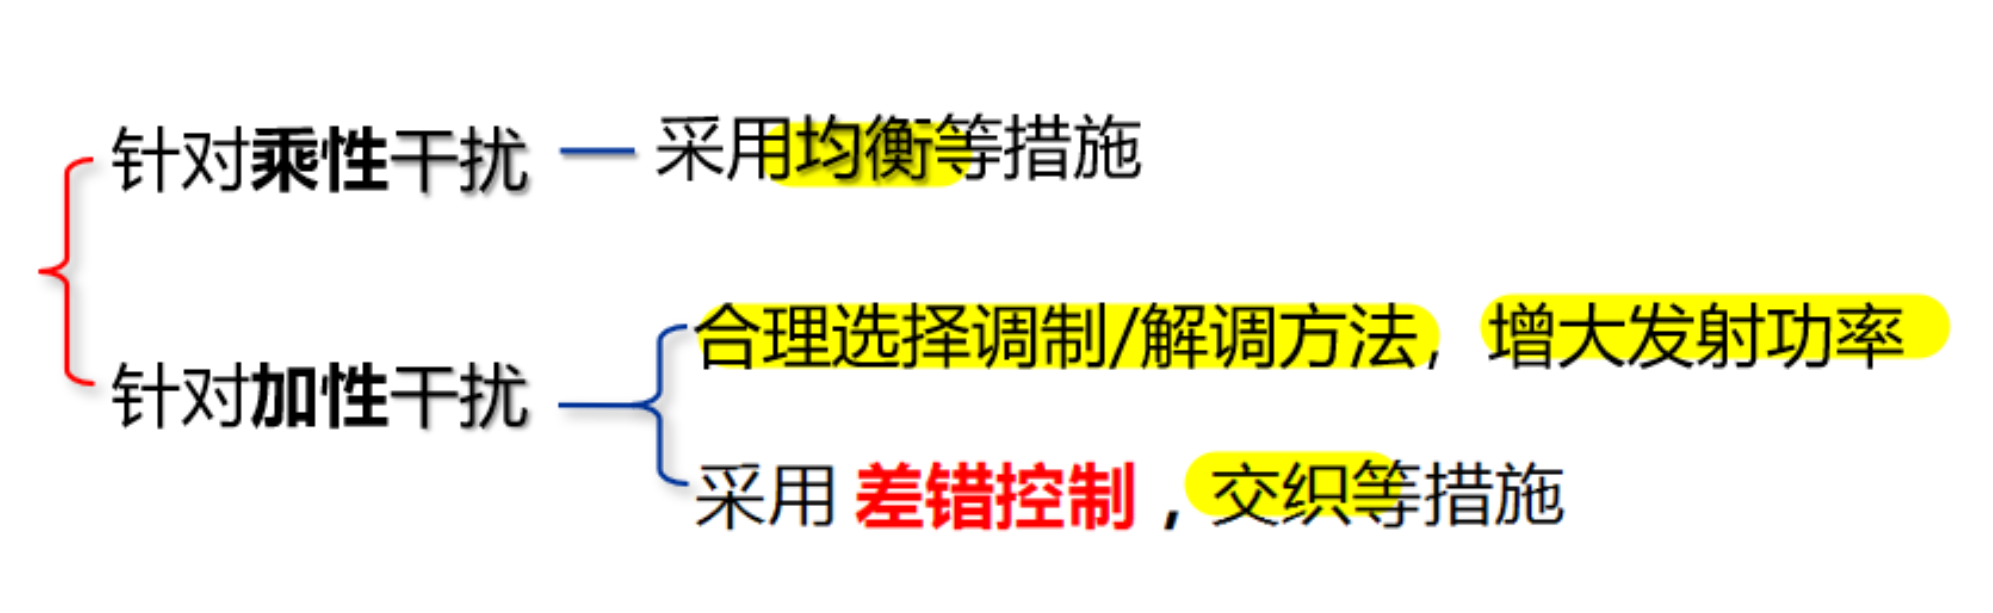 针对乘性干扰 — 采用均衡等措施
针对加性干扰
合理选择调制/解调方法，增大发射功率
采用 差错控制，交织等措施